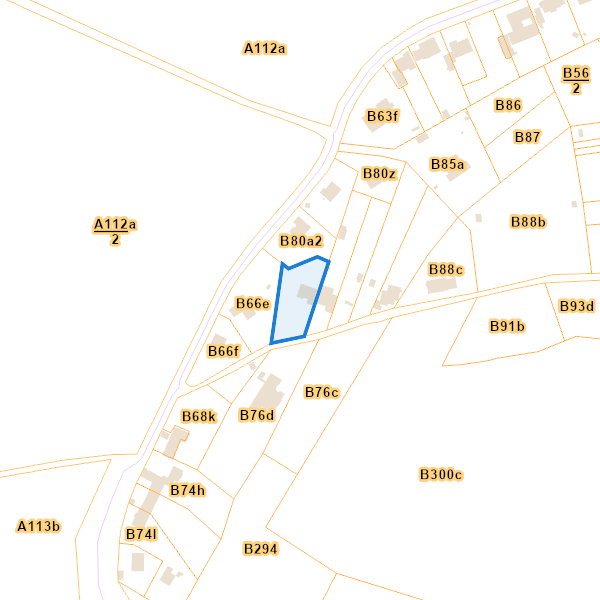 A112a
B56
2
B86
B63f
B87
B85a
B80z
A112a
2
B88b
B80a2
B88c
B66e
B93d
B91b
B66f
B76c
B68k
B76d
B300c
B74h
A113b
B74l
B294